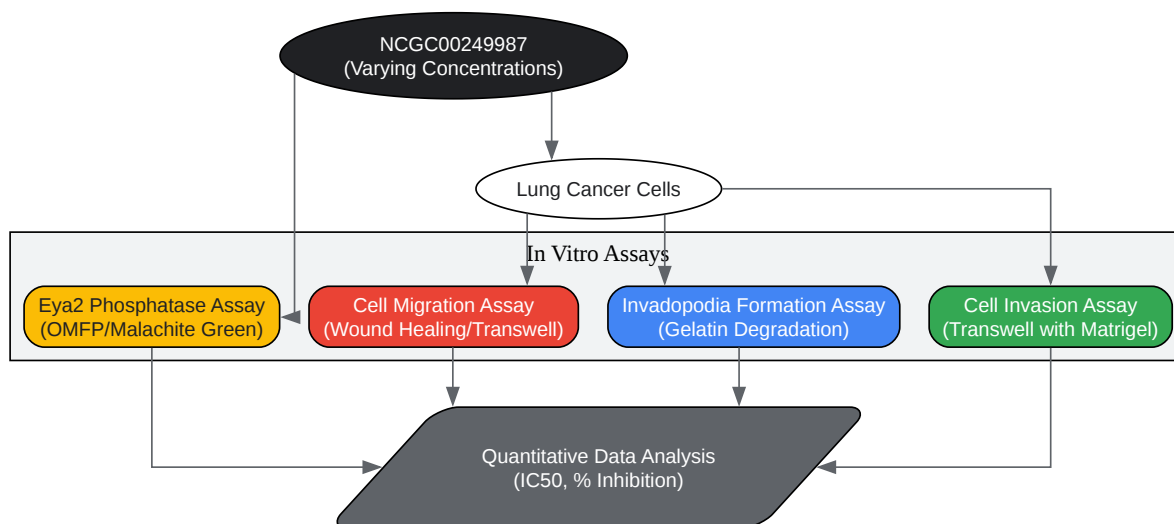 NCGC00249987
(Varying Concentrations)
Lung Cancer Cells
In Vitro Assays
Eya2 Phosphatase Assay
(OMFP/Malachite Green)
Cell Migration Assay
(Wound Healing/Transwell)
Invadopodia Formation Assay
(Gelatin Degradation)
Cell Invasion Assay
(Transwell with Matrigel)
Quantitative Data Analysis
(IC50, % Inhibition)